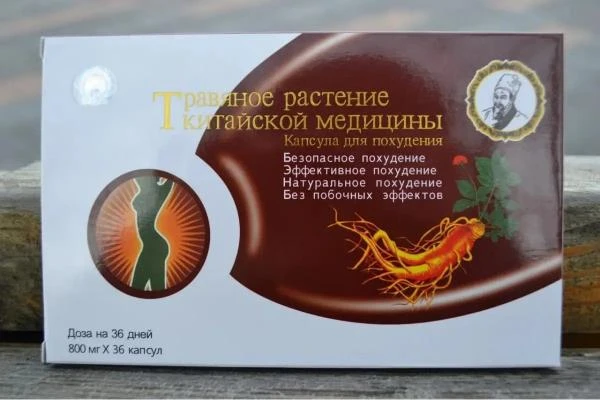 Травяное растение
китайской медицины
Капсула для похудения
Безопасное похудение
Эффективное похудение
Натуральное похудение
Без побочных эффектов
Доза на 36 дней
800 мг X 36 капсул